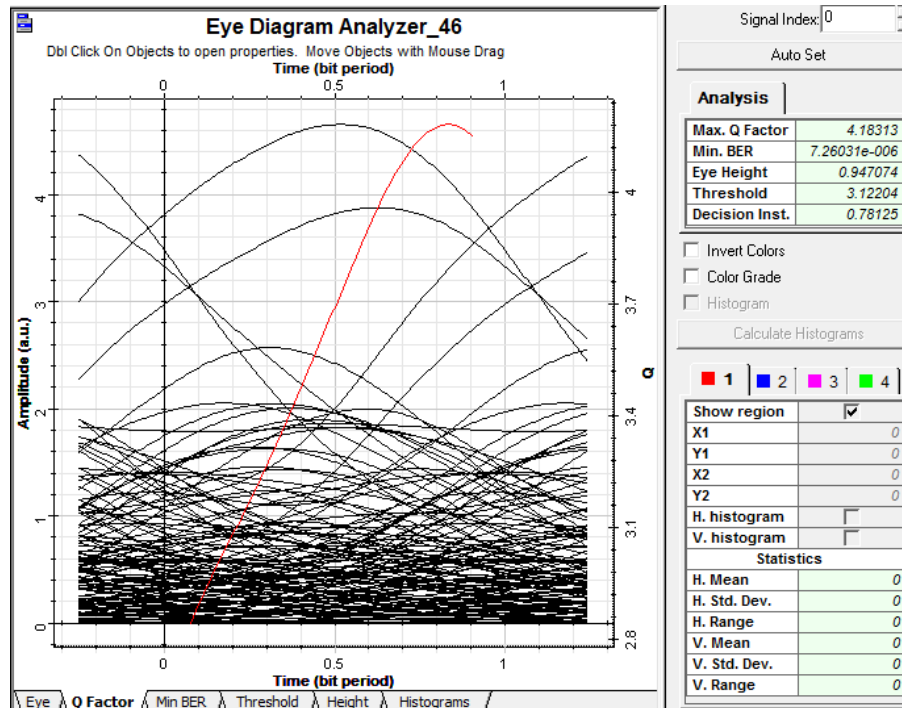 Eye Diagram Analyzer_46
Dbl Click On Objects to open properties. Move Objects with Mouse Drag
Time (bit period)
0 0.5 1
Amplitude (a.u.)
4
3
2
1
0
Q
4
3.7
3.4
3.1
2.8
0 0.5 1
Time (bit period)
Eye Q Factor Min BER Threshold Height Histograms
Signal Index: 0
Auto Set
Analysis
Max. Q Factor 4.18313
Min. BER 7.26031e-006
Eye Height 0.947074
Threshold 3.12204
Decision Inst. 0.78125
Invert Colors
Color Grade
Histogram
Calculate Histograms
1 2 3 4
Show region
X1 0
Y1 0
X2 0
Y2 0
H. histogram
V. histogram
Statistics
H. Mean 0
H. Std. Dev. 0
H. Range 0
V. Mean 0
V. Std. Dev. 0
V. Range 0